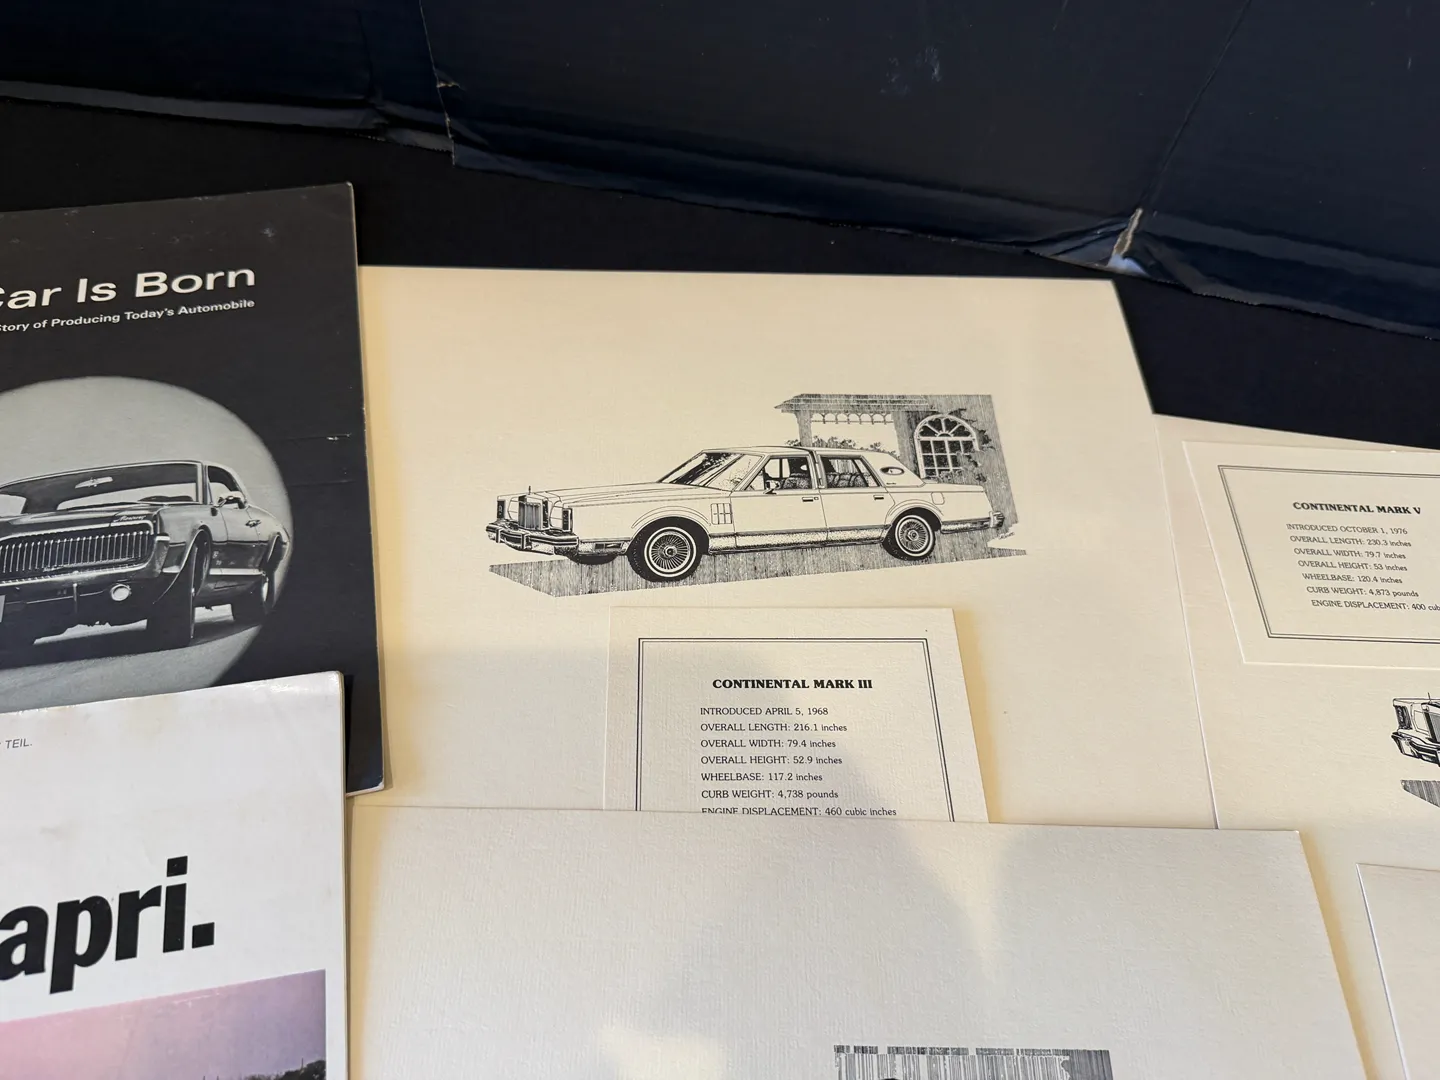 Car Is Born
Story of Producing Today's Automobile
TEIL.
apri.
CONTINENTAL MARK III
INTRODUCED APRIL 5, 1968
OVERALL LENGTH: 216.1 inches
OVERALL WIDTH: 79.4 inches
OVERALL HEIGHT: 52.9 inches
WHEELBASE: 117.2 inches
CURB WEIGHT: 4,738 pounds
ENGINE DISPLACEMENT: 460 cubic inches
CONTINENTAL MARK V
INTRODUCED OCTOBER 1, 1976
OVERALL LENGTH: 230.3 inches
OVERALL WIDTH: 79.7 inches
OVERALL HEIGHT: 53 inches
WHEELBASE: 120.4 inches
CURB WEIGHT: 4,873 pounds
ENGINE DISPLACEMENT: 400 cub